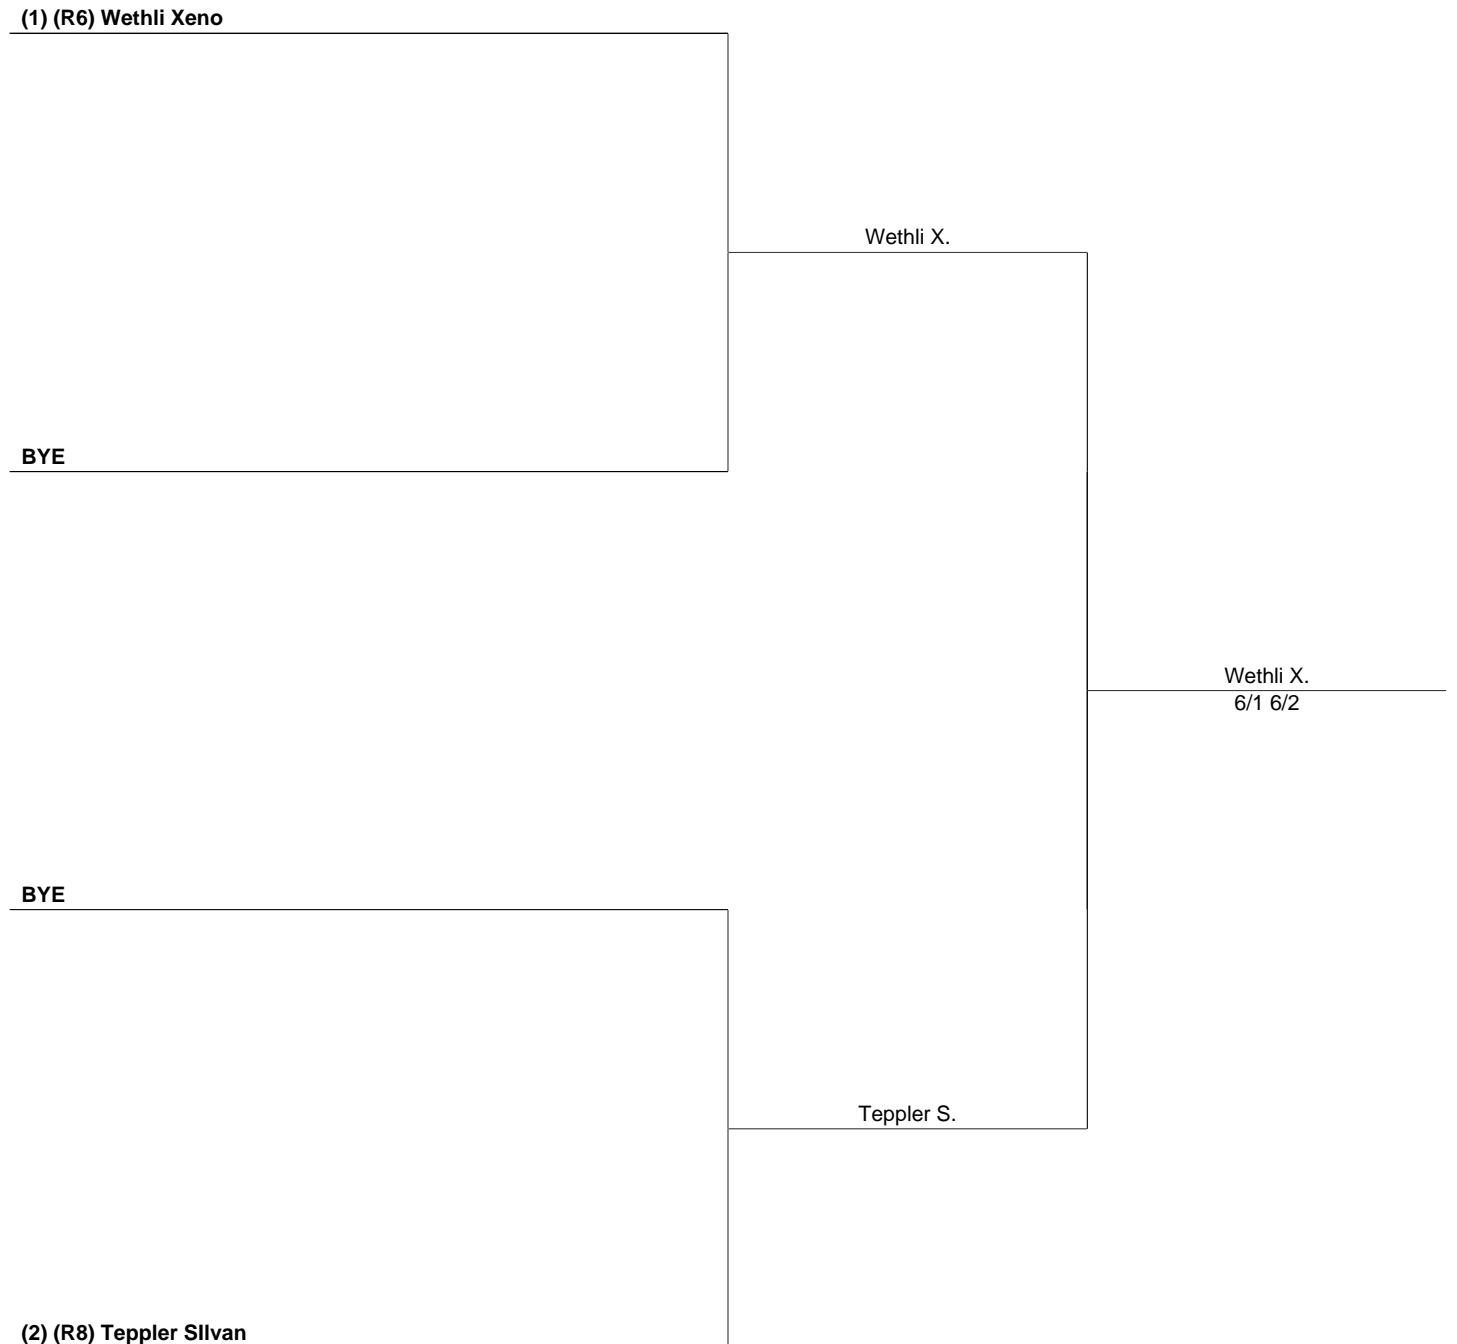 (1) (R6) Wethli Xeno
Wethli X.
BYE
Wethli X.
6/1 6/2
BYE
Teppler S.
(2) (R8) Teppler SIlvan